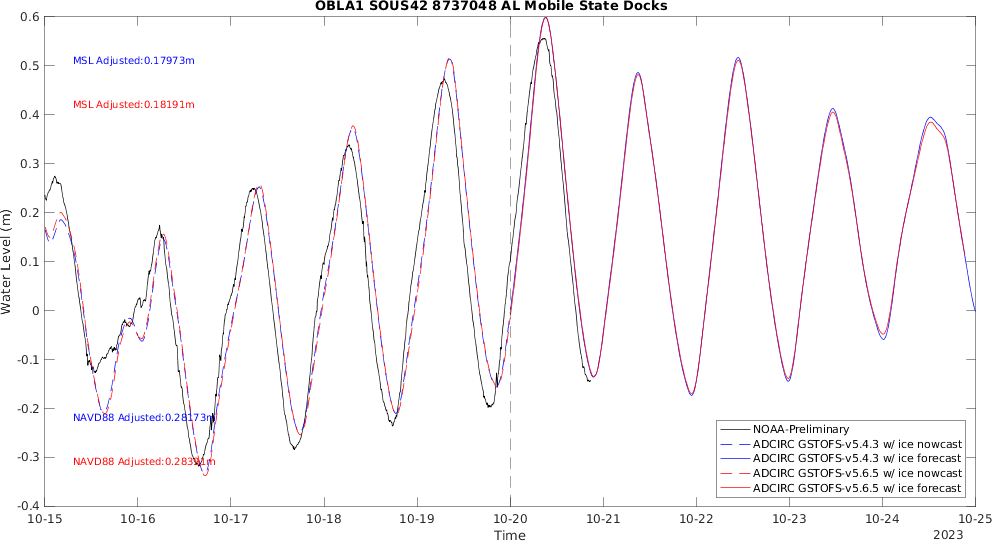 OBLA1 SOUS42 8737048 AL Mobile State Docks
Water Level (m)
0.6
0.5
0.4
0.3
0.2
0.1
0
-0.1
-0.2
-0.3
-0.4
MSL Adjusted:0.17973m
MSL Adjusted:0.18191m
NAVD88 Adjusted:0.28173m
NAVD88 Adjusted:
NOAA-Preliminary
ADCIRC GSTOFS-v5.4.3 w/ ice nowcast
ADCIRC GSTOFS-v5.4.3 w/ ice forecast
ADCIRC GSTOFS-v5.6.5 w/ ice nowcast
ADCIRC GSTOFS-v5.6.5 w/ ice forecast
10-15 10-16 10-17 10-18 10-19 10-20 10-21 10-22 10-23 10-24 10-25
Time
2023